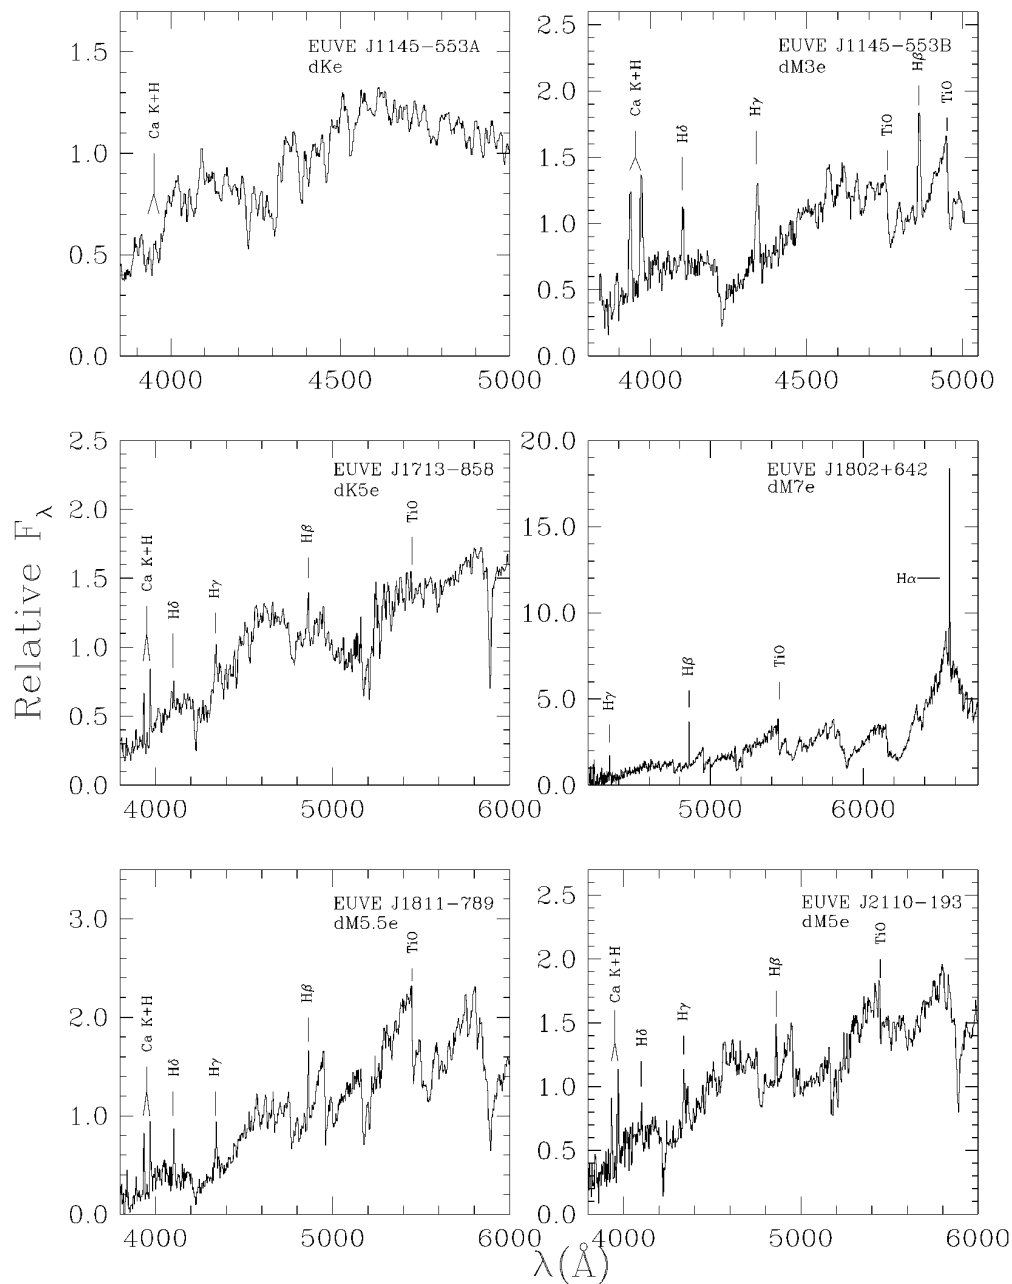 Relative F_λ
EUVE J1145−553A
dKe
Ca K+H
1.5
1.0
0.5
0.0
4000 4500 5000
EUVE J1145−553B
dM3e
Ca K+H
Hδ
Hγ
TiO
Hβ
TiO
2.5
2.0
1.5
1.0
0.5
0.0
4000 4500 5000
EUVE J1713−858
dK5e
Ca K+H
Hδ
Hγ
Hβ
TiO
2.5
2.0
1.5
1.0
0.5
0.0
4000 5000 6000
EUVE J1802+642
dM7e
Hγ
Hβ
TiO
Hα
20.0
15.0
10.0
5.0
0.0
5000 6000
EUVE J1811−789
dM5.5e
Ca K+H
Hδ
Hγ
Hβ
TiO
3.0
2.0
1.0
0.0
4000 5000 6000
EUVE J2110−193
dM5e
Ca K+H
Hδ
Hγ
Hβ
TiO
2.5
2.0
1.5
1.0
0.5
0.0
4000 5000 6000
λ(Å)